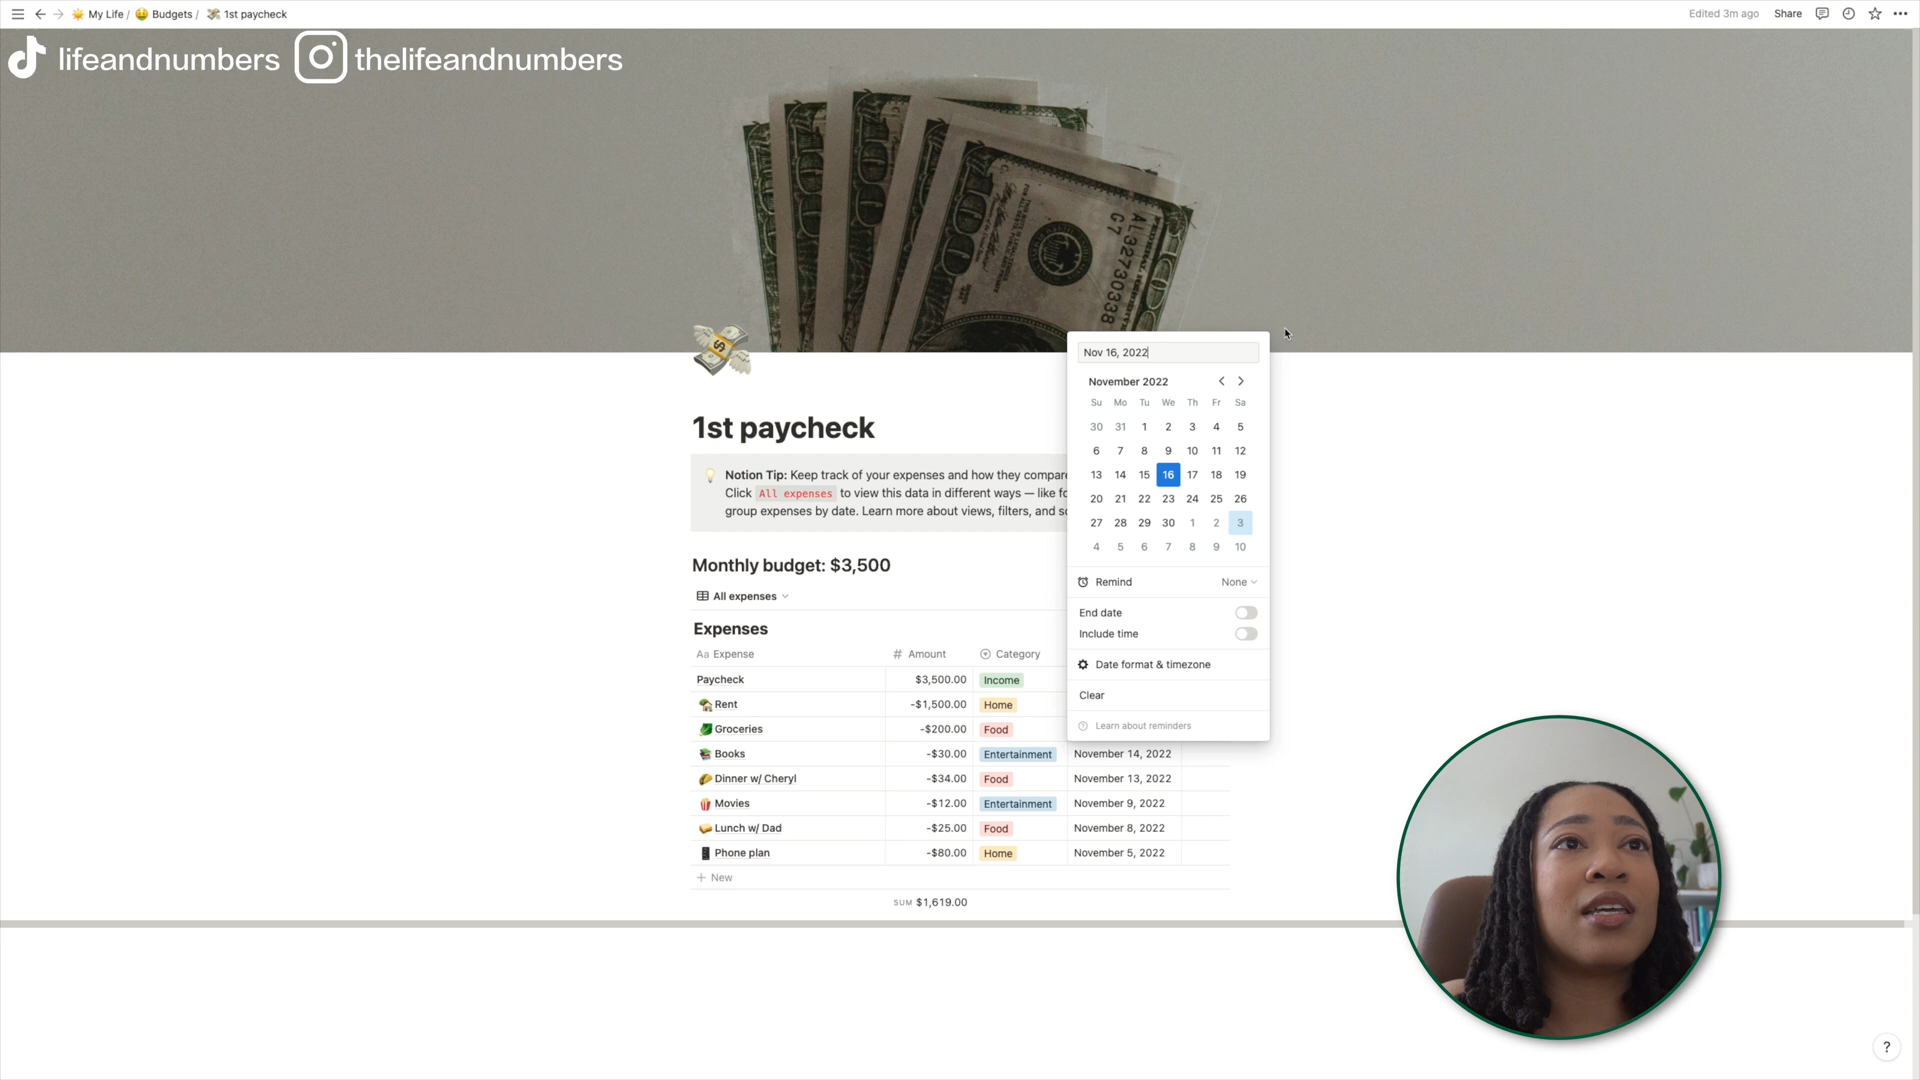 My Life / Budgets / 1st paycheck
Edited 3m ago Share
lifeandnumbers thelifeandnumbers
AL32730338
G7
100
1st paycheck
Notion Tip: Keep track of your expenses and how they compar
Click All expenses to view this data in different ways — like fo
group expenses by date. Learn more about views, filters, and so
Monthly budget: $3,500
All expenses
Expenses
Aa Expense # Amount Category
Paycheck $3,500.00 Income
Rent -$1,500.00 Home
Groceries -$200.00 Food
Books -$30.00 Entertainment November 14, 2022
Dinner w/ Cheryl -$34.00 Food November 13, 2022
Movies -$12.00 Entertainment November 9, 2022
Lunch w/ Dad -$25.00 Food November 8, 2022
Phone plan -$80.00 Home November 5, 2022
+ New
SUM $1,619.00
Nov 16, 2022
November 2022
Su Mo Tu We Th Fr Sa
30 31 1 2 3 4 5
6 7 8 9 10 11 12
13 14 15 16 17 18 19
20 21 22 23 24 25 26
27 28 29 30 1 2 3
4 5 6 7 8 9 10
Remind None
End date
Include time
Date format & timezone
Clear
Learn about reminders
?